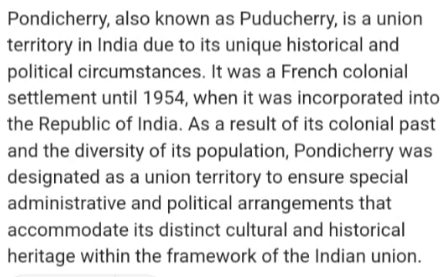 Pondicherry, also known as Puducherry, is a union
territory in India due to its unique historical and
political circumstances. It was a French colonial
settlement until 1954, when it was incorporated into
the Republic of India. As a result of its colonial past
and the diversity of its population, Pondicherry was
designated as a union territory to ensure special
administrative and political arrangements that
accommodate its distinct cultural and historical
heritage within the framework of the Indian union.